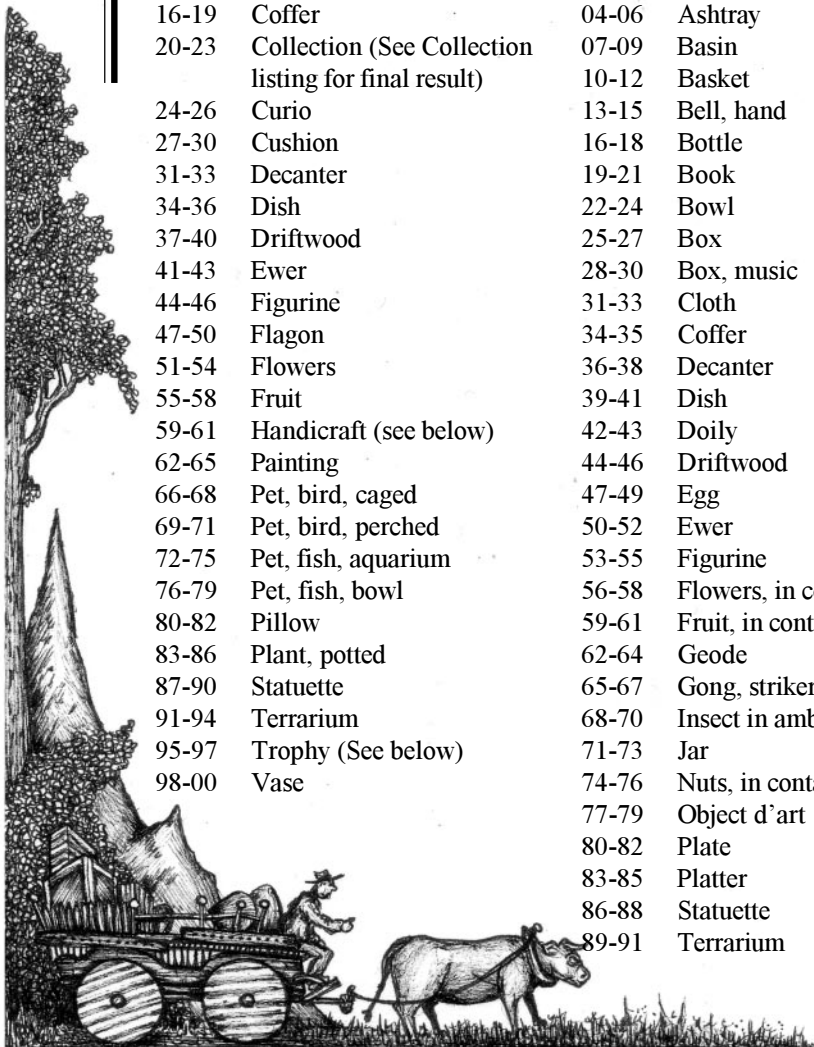 16-19 Coffer
20-23 Collection (See Collection
listing for final result)
24-26 Curio
27-30 Cushion
31-33 Decanter
34-36 Dish
37-40 Driftwood
41-43 Ewer
44-46 Figurine
47-50 Flagon
51-54 Flowers
55-58 Fruit
59-61 Handicraft (see below)
62-65 Painting
66-68 Pet, bird, caged
69-71 Pet, bird, perched
72-75 Pet, fish, aquarium
76-79 Pet, fish, bowl
80-82 Pillow
83-86 Plant, potted
87-90 Statuette
91-94 Terrarium
95-97 Trophy (See below)
98-00 Vase
04-06 Ashtray
07-09 Basin
10-12 Basket
13-15 Bell, hand
16-18 Bottle
19-21 Book
22-24 Bowl
25-27 Box
28-30 Box, music
31-33 Cloth
34-35 Coffer
36-38 Decanter
39-41 Dish
42-43 Doily
44-46 Driftwood
47-49 Egg
50-52 Ewer
53-55 Figurine
56-58 Flowers, in
59-61 Fruit, in
62-64 Geode
65-67 Gong, striker
68-70 Insect in
71-73 Jar
74-76 Nuts, in
77-79 Object d’art
80-82 Plate
83-85 Platter
86-88 Statuette
89-91 Terrarium